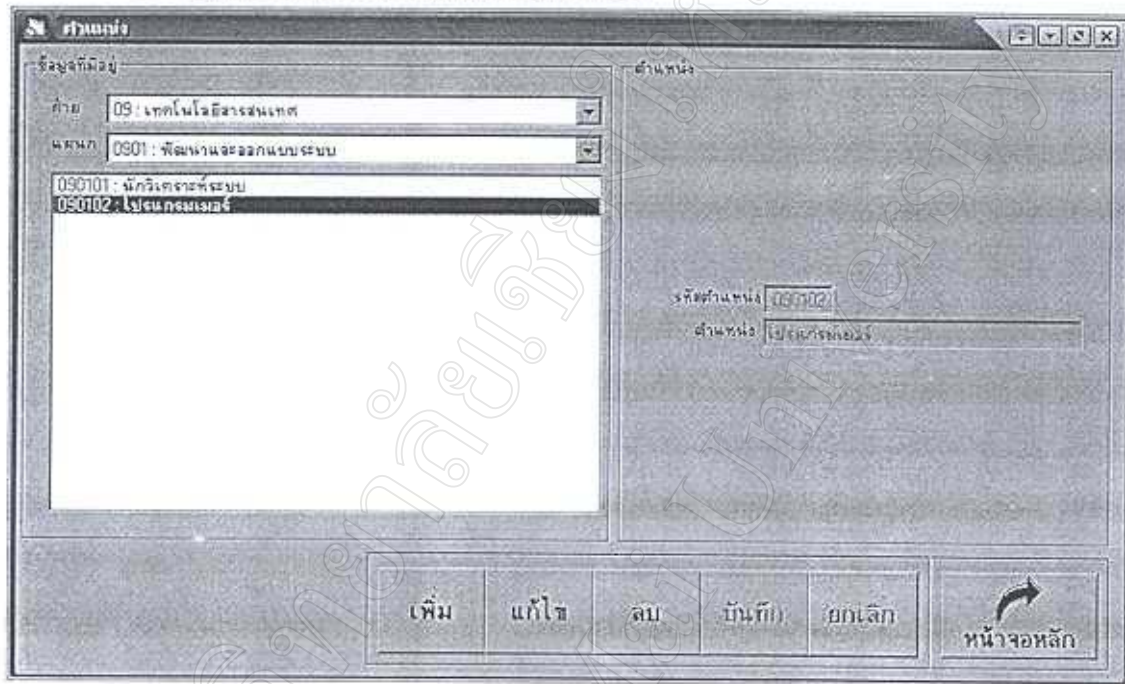 ตำแหน่ง
ข้อมูลที่มีอยู่
ฝ่าย 09 : เทคโนโลยีสารสนเทศ
แผนก 0901 : พัฒนาและออกแบบระบบ
090101 : นักวิเคราะห์ระบบ
090102 : โปรแกรมเมอร์
ตำแหน่ง
รหัสตำแหน่ง 090102
ตำแหน่ง โปรแกรมเมอร์
เพิ่ม แก้ไข ลบ บันทึก ยกเลิก หน้าจอหลัก